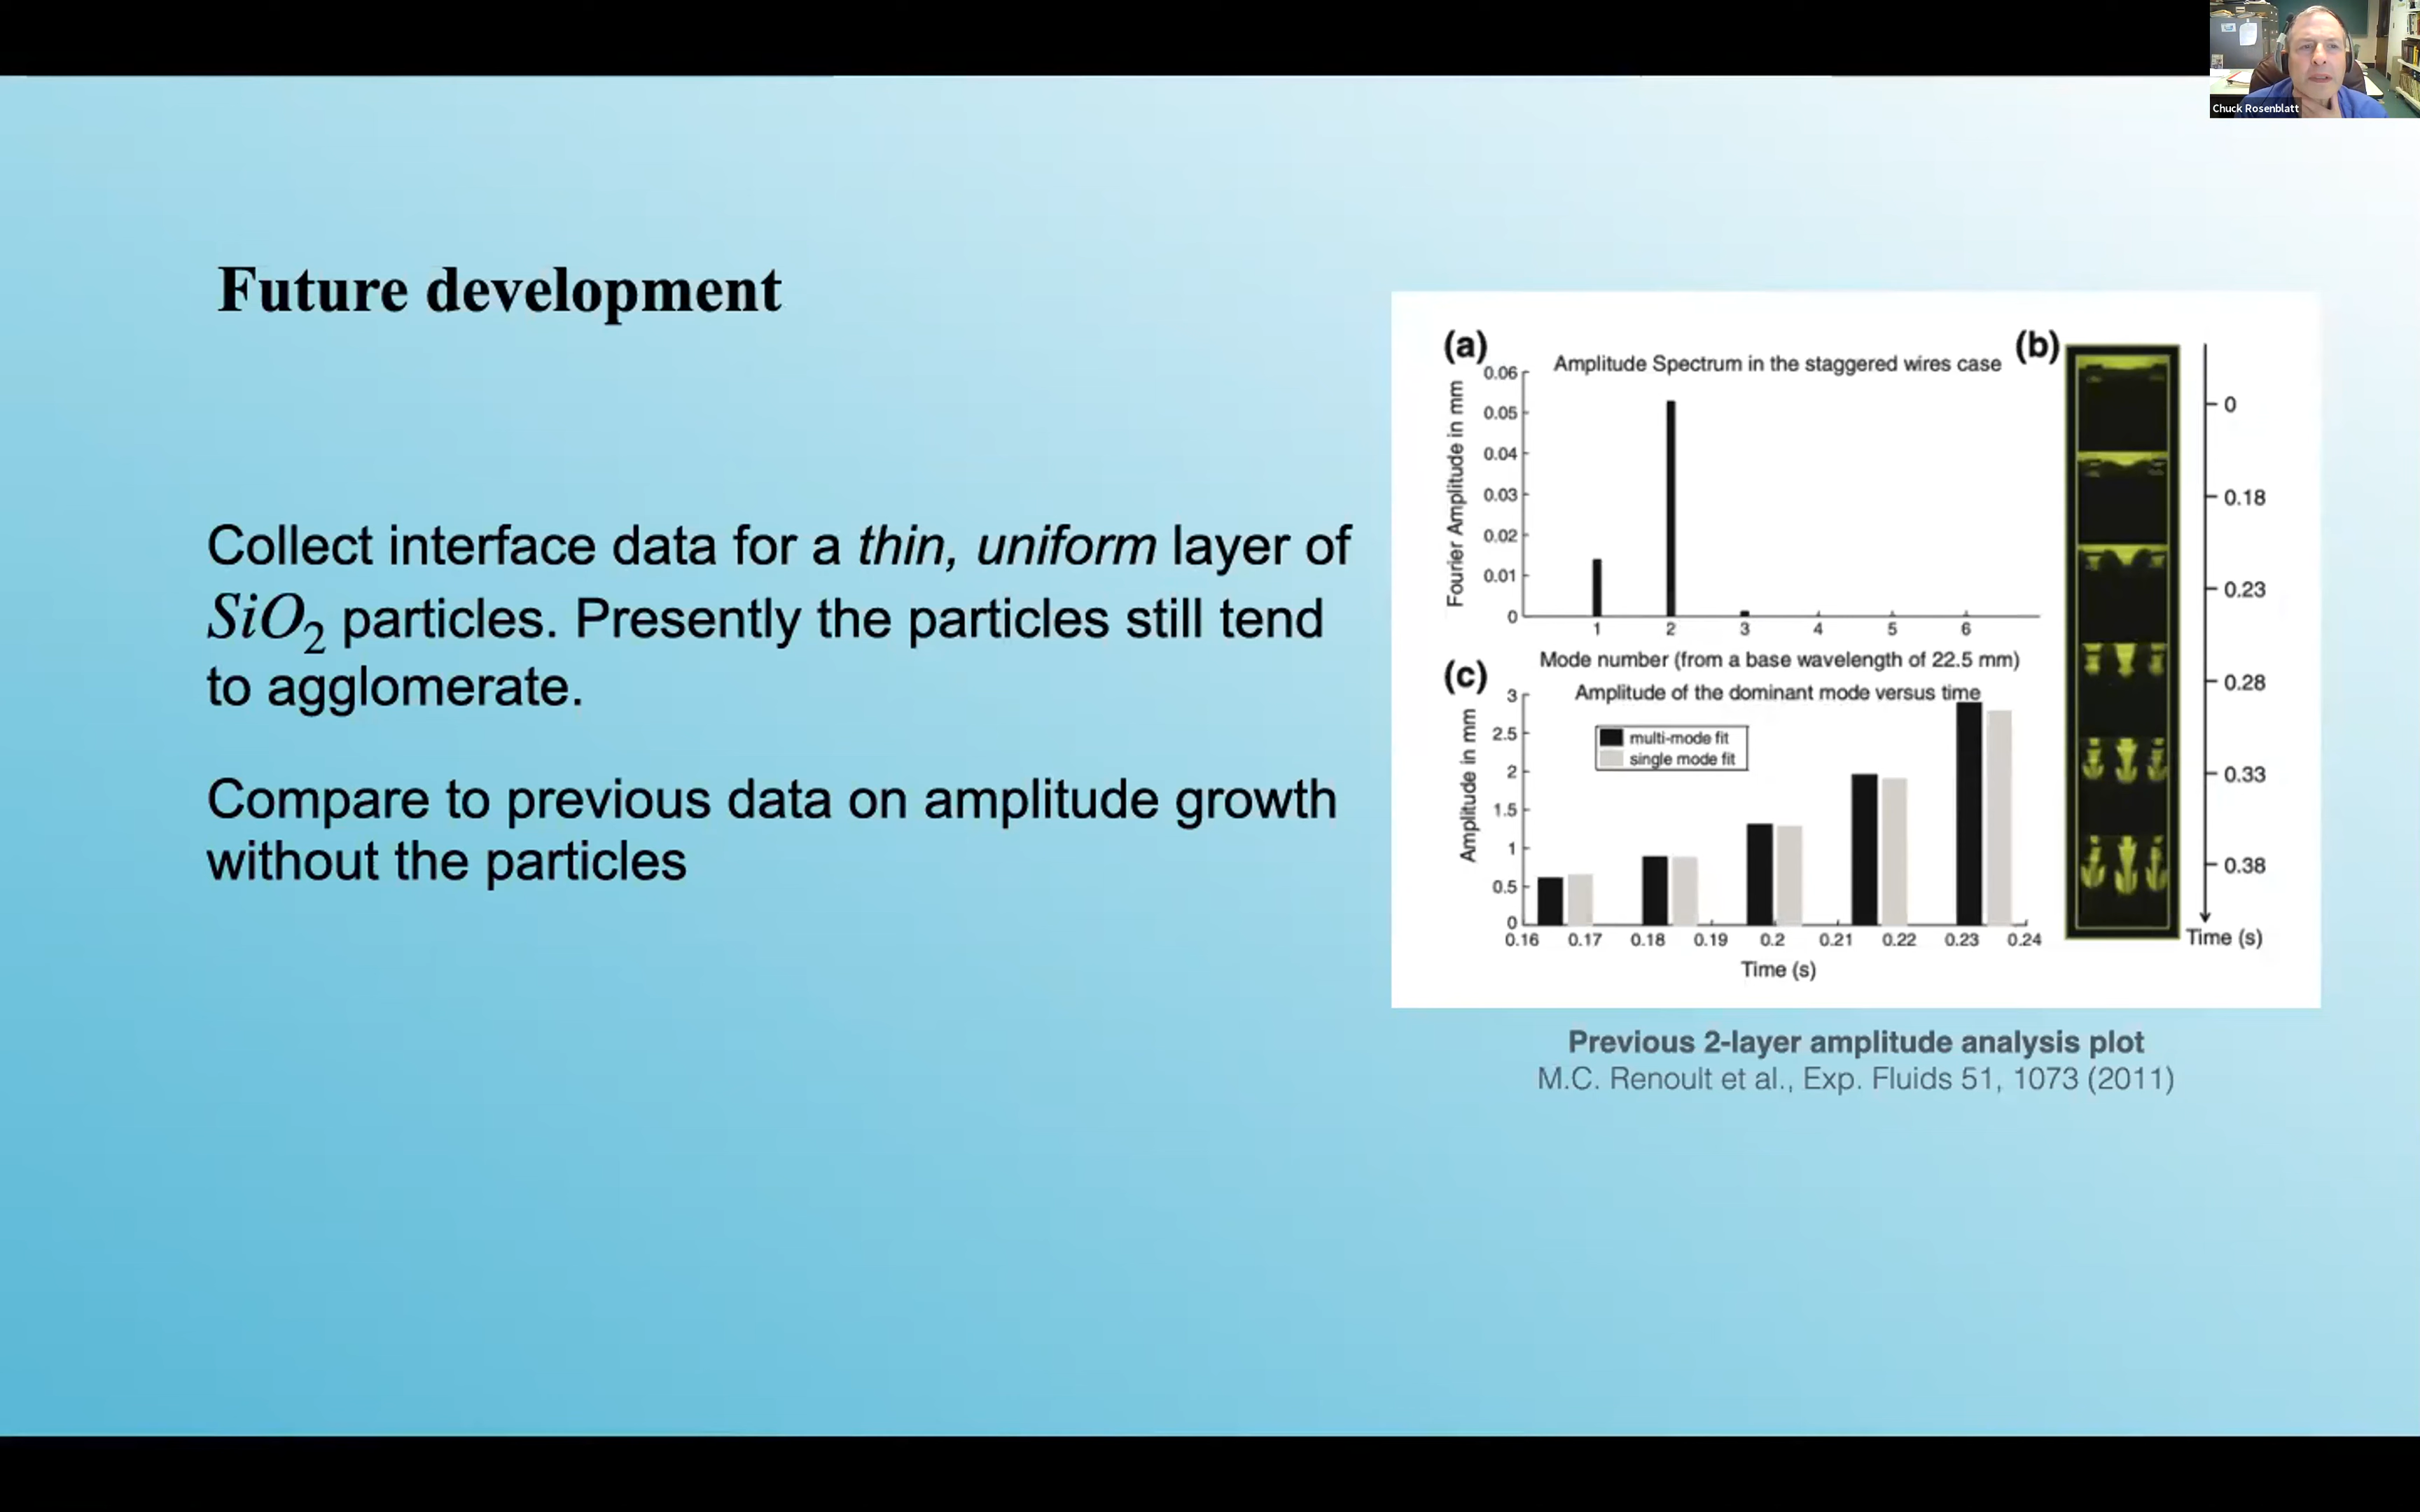 Chuck Rosenblatt
Future development
Collect interface data for a thin, uniform layer of
SiO2 particles. Presently the particles still tend
to agglomerate.
Compare to previous data on amplitude growth
without the particles
(a)
Amplitude Spectrum in the staggered wires case
Fourier Amplitude in mm
0.06
0.05
0.04
0.03
0.02
0.01
0
1 2 3 4 5 6
Mode number (from a base wavelength of 22.5 mm)
(b)
0
0.18
0.23
0.28
0.33
0.38
Time (s)
(c)
Amplitude of the dominant mode versus time
Amplitude in mm
3
2.5
2
1.5
1
0.5
0
multi-mode fit
single mode fit
0.16 0.17 0.18 0.19 0.2 0.21 0.22 0.23 0.24
Time (s)
Previous 2-layer amplitude analysis plot
M.C. Renoult et al., Exp. Fluids 51, 1073 (2011)